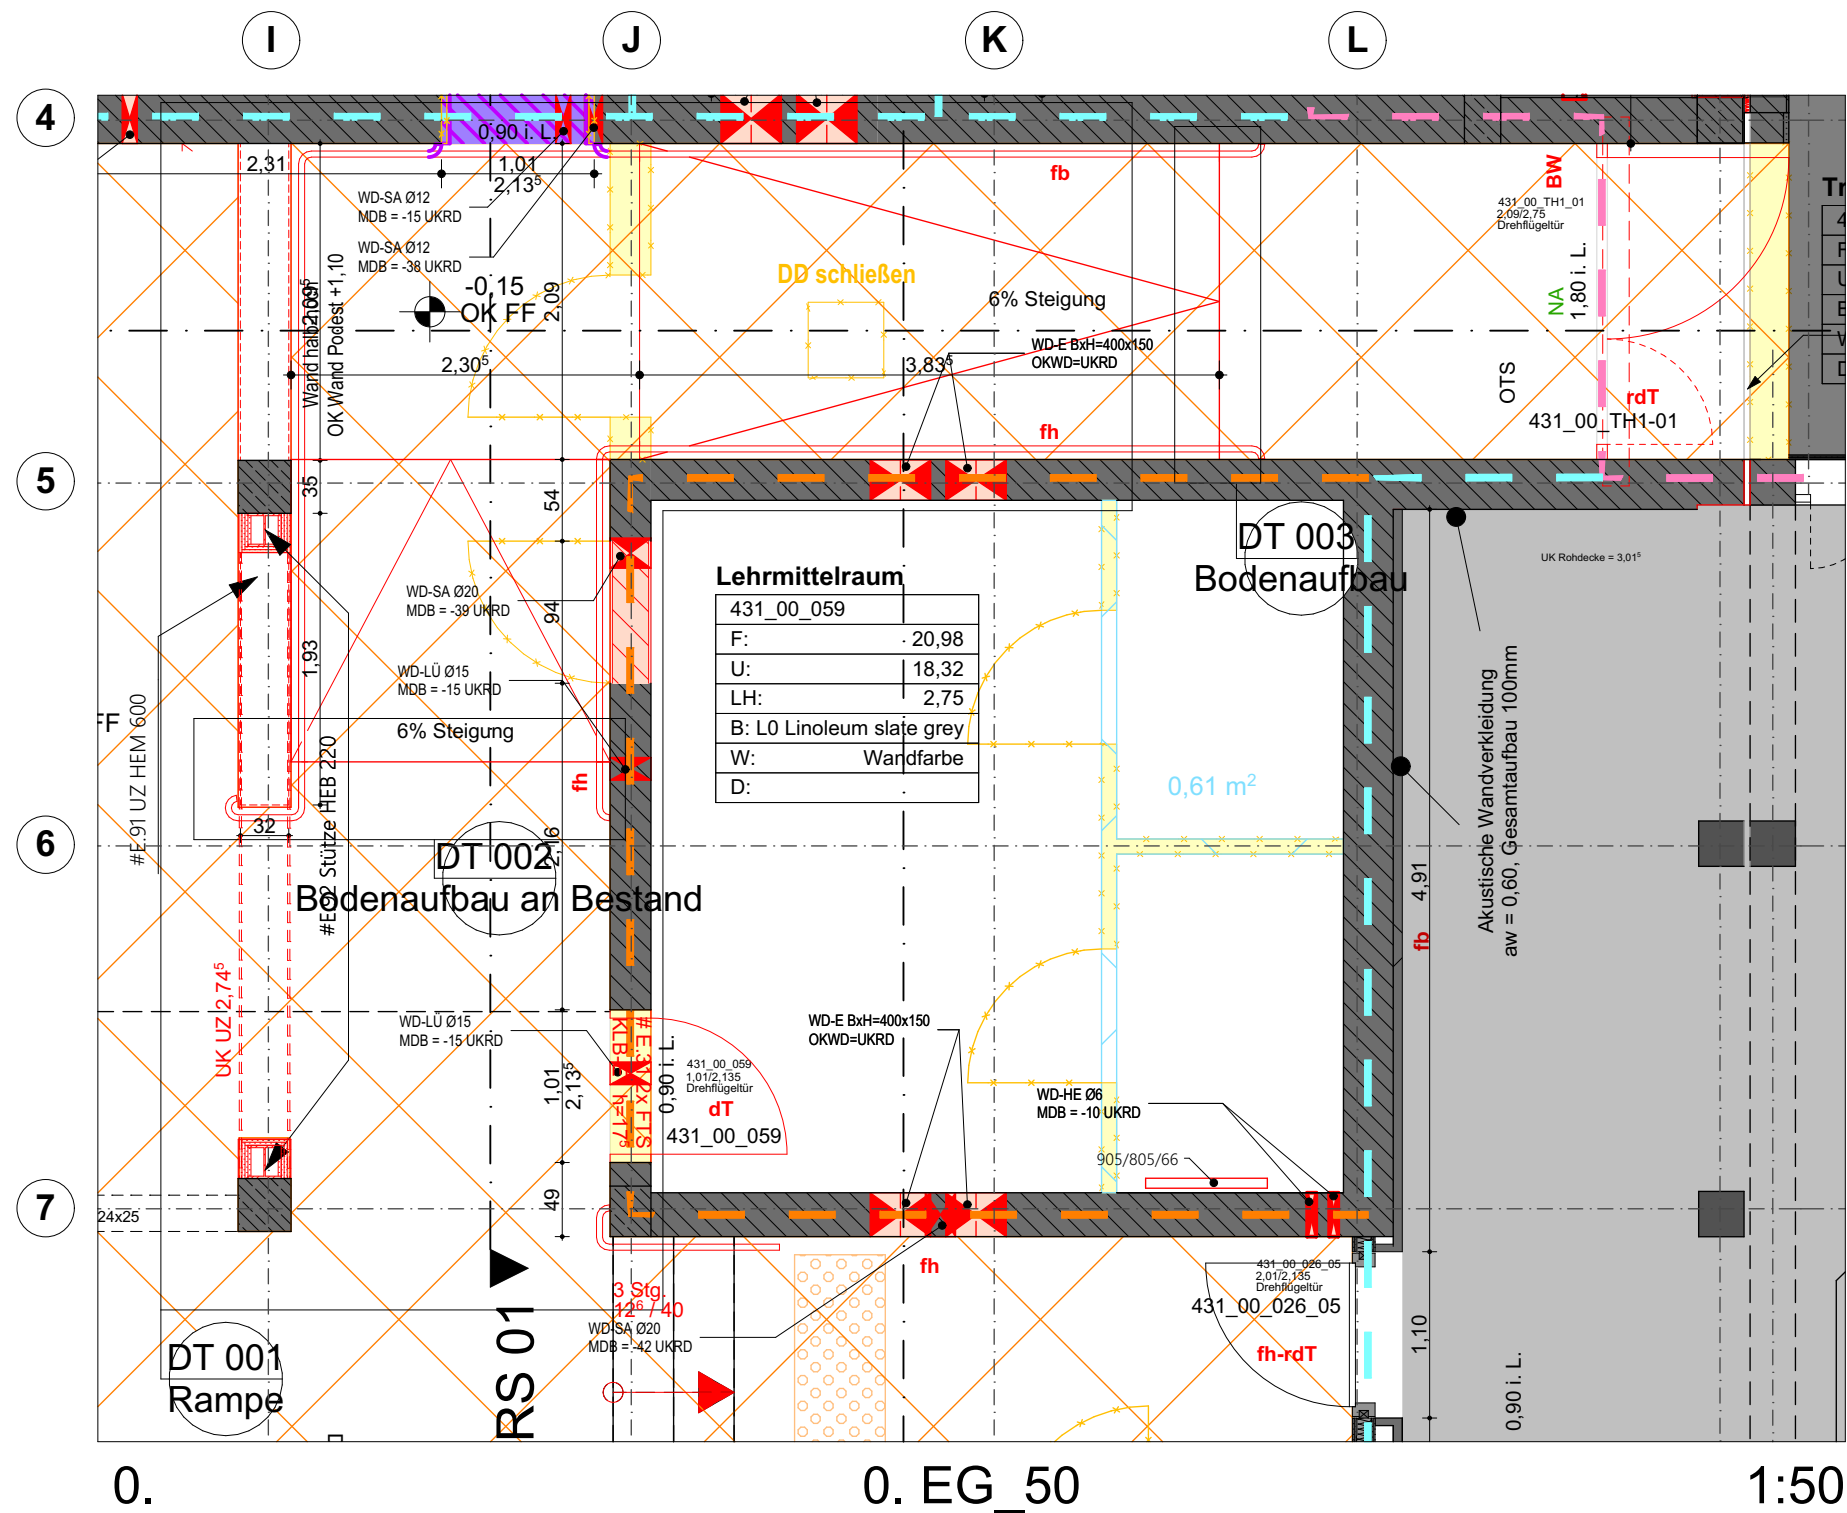 I
J
K
L
4
5
6
7
0,90 i. L.
2,31
1,01
2,13⁵
WD-SA Ø12
MDB = -15 UKRD
WD-SA Ø12
MDB = -38 UKRD
-0,15
OK FF
Wand halbhoch
OK Wand Podest +1,10
2,09
2,30⁵
3,83⁵
DD schließen
6% Steigung
WD-E BxH=400x150
OKWD=UKRD
fb
fh
BW
431_00_TH1_01
2,09/2,75
Drehflügeltür
NA
1,80 i. L.
OTS
rdT
431_00_TH1-01
35
54
94
1,93
WD-SA Ø20
MDB = -39 UKRD
WD-LÜ Ø15
MDB = -15 UKRD
6% Steigung
fh
FF
#E.91 UZ HEM 600
#E.92 Stütze HEB 220
32
2,16
DT 002
Bodenaufbau an Bestand
UK UZ 2,74⁵
Lehrmittelraum
431_00_059
F: 20,98
U: 18,32
LH: 2,75
B: L0 Linoleum slate grey
W: Wandfarbe
D:
DT 003
Bodenaufbau
UK Rohdecke = 3,01⁵
0,61 m²
Akustische Wandverkleidung
aw = 0,60, Gesamtaufbau 100mm
4,91
fb
WD-LÜ Ø15
MDB = -15 UKRD
1,01
2,13⁵
0,90 i. L.
431_00_059
1,01/2,135
Drehflügeltür
dT
431_00_059
WD-E BxH=400x150
OKWD=UKRD
WD-HE Ø6
MDB = -10 UKRD
905/805/66
49
24x25
fh
3 Stg.
12⁶ / 40
WD-SA Ø20
MDB = -42 UKRD
431_00_026_05
2,01/2,135
Drehflügeltür
431_00_026_05
fh-rdT
1,10
0,90 i. L.
DT 001
Rampe
RS 01
0.
0. EG_50
1:50